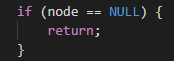 if (node == NULL) {
    return;
}